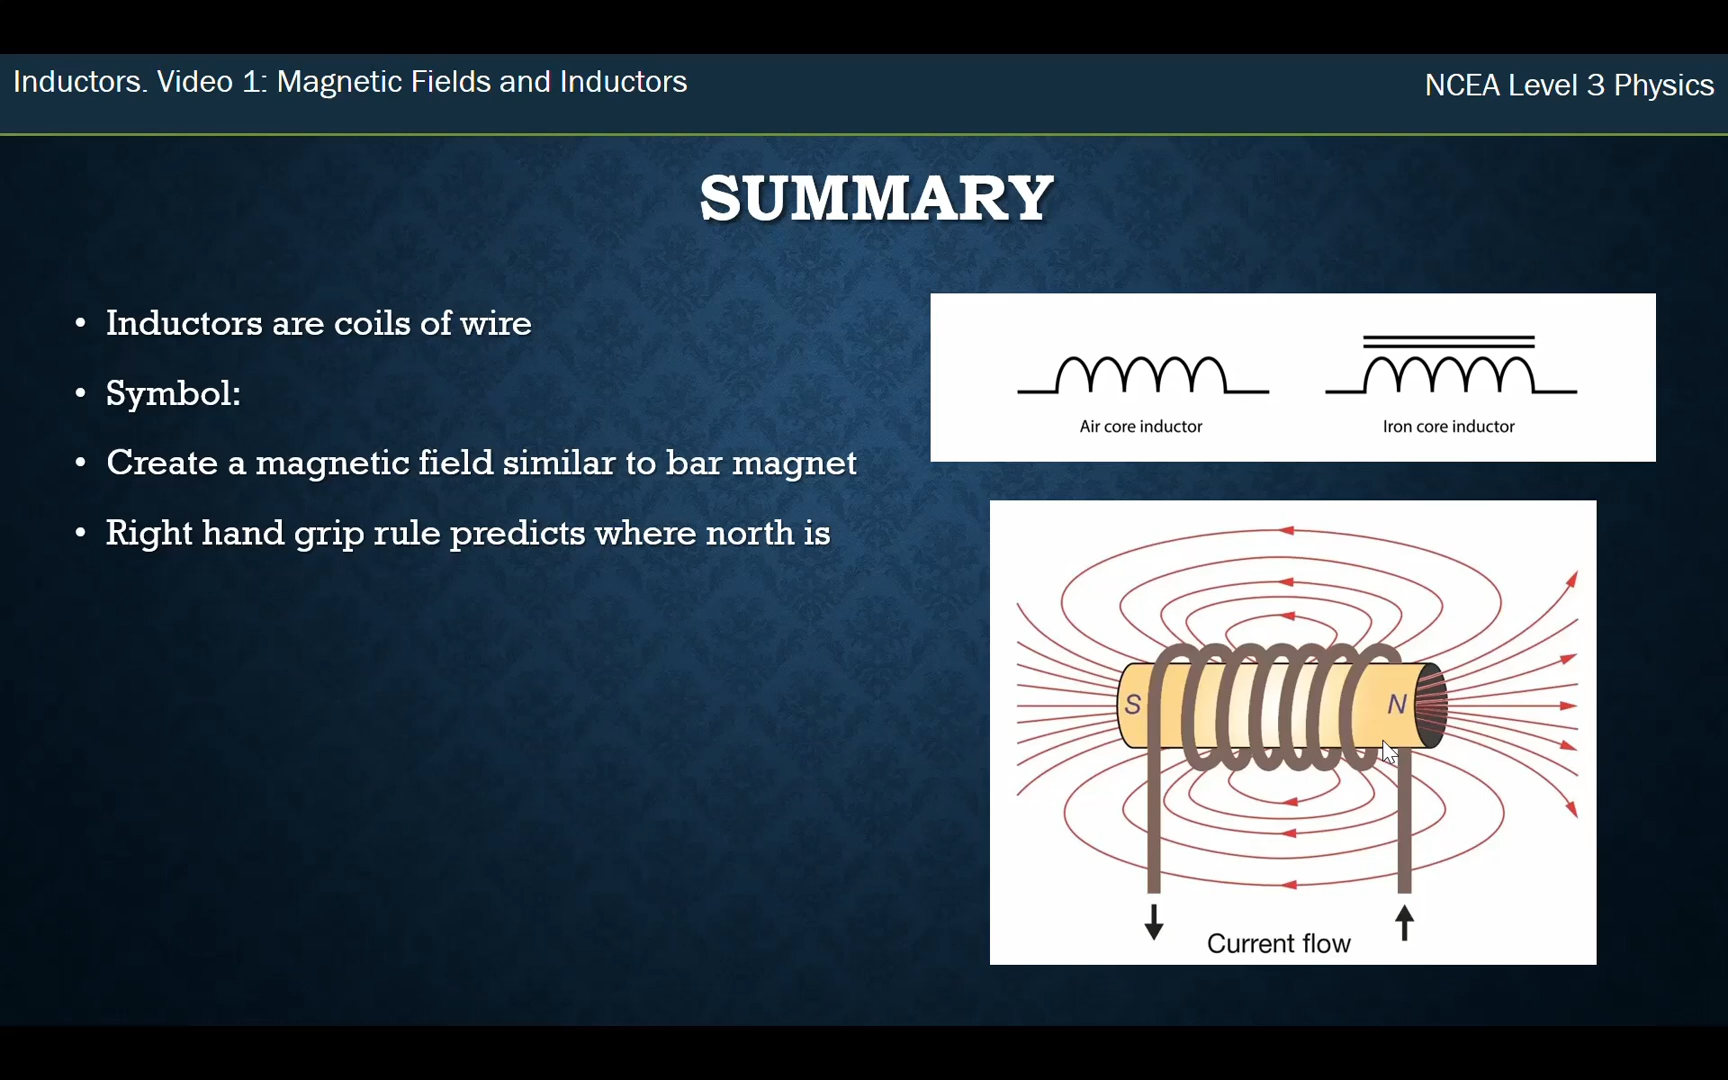 Inductors. Video 1: Magnetic Fields and Inductors
NCEA Level 3 Physics
SUMMARY
• Inductors are coils of wire
• Symbol:
• Create a magnetic field similar to bar magnet
• Right hand grip rule predicts where north is
Air core inductor
Iron core inductor
S
N
Current flow